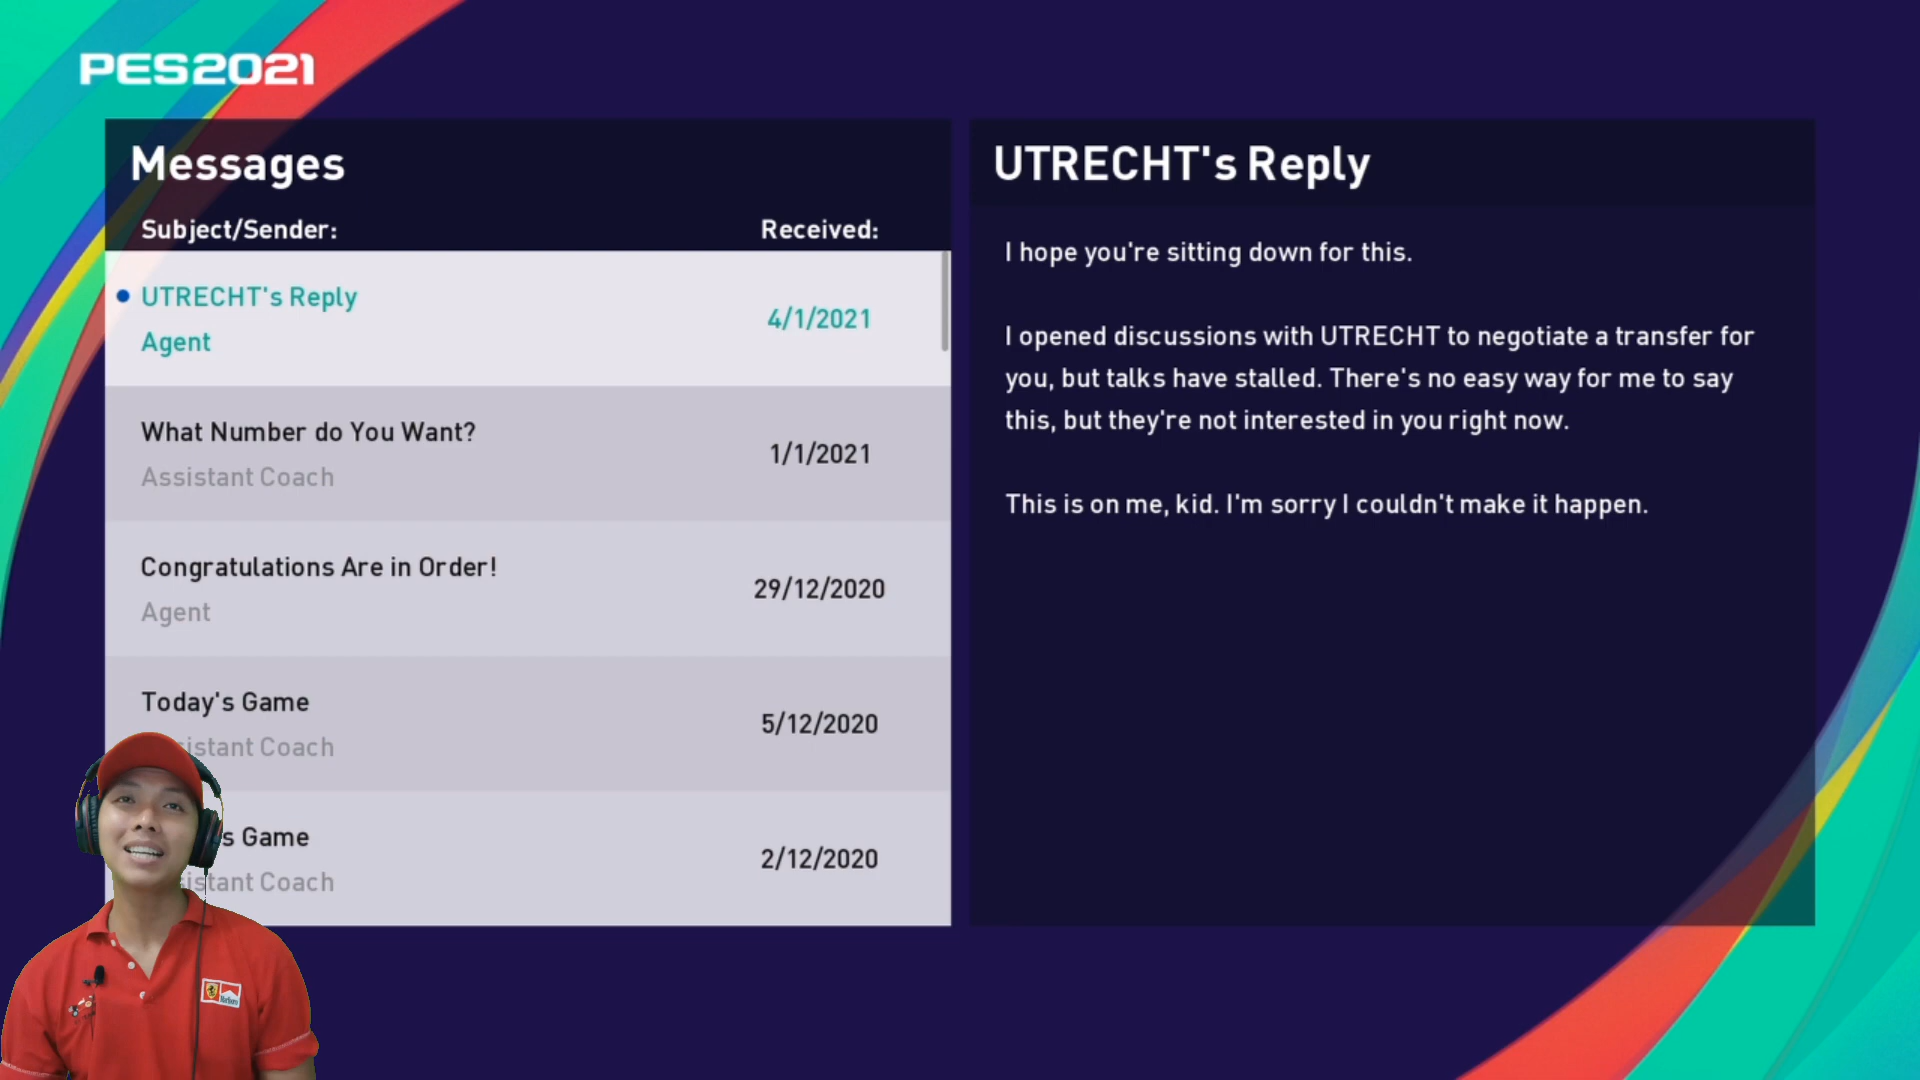 PES2021
Messages
Subject/Sender:
Received:
UTRECHT's Reply
Agent
4/1/2021
What Number do You Want?
Assistant Coach
1/1/2021
Congratulations Are in Order!
Agent
29/12/2020
Today's Game
istant Coach
5/12/2020
s Game
istant Coach
2/12/2020
UTRECHT's Reply
I hope you're sitting down for this.
I opened discussions with UTRECHT to negotiate a transfer for
you, but talks have stalled. There's no easy way for me to say
this, but they're not interested in you right now.
This is on me, kid. I'm sorry I couldn't make it happen.
Marlboro